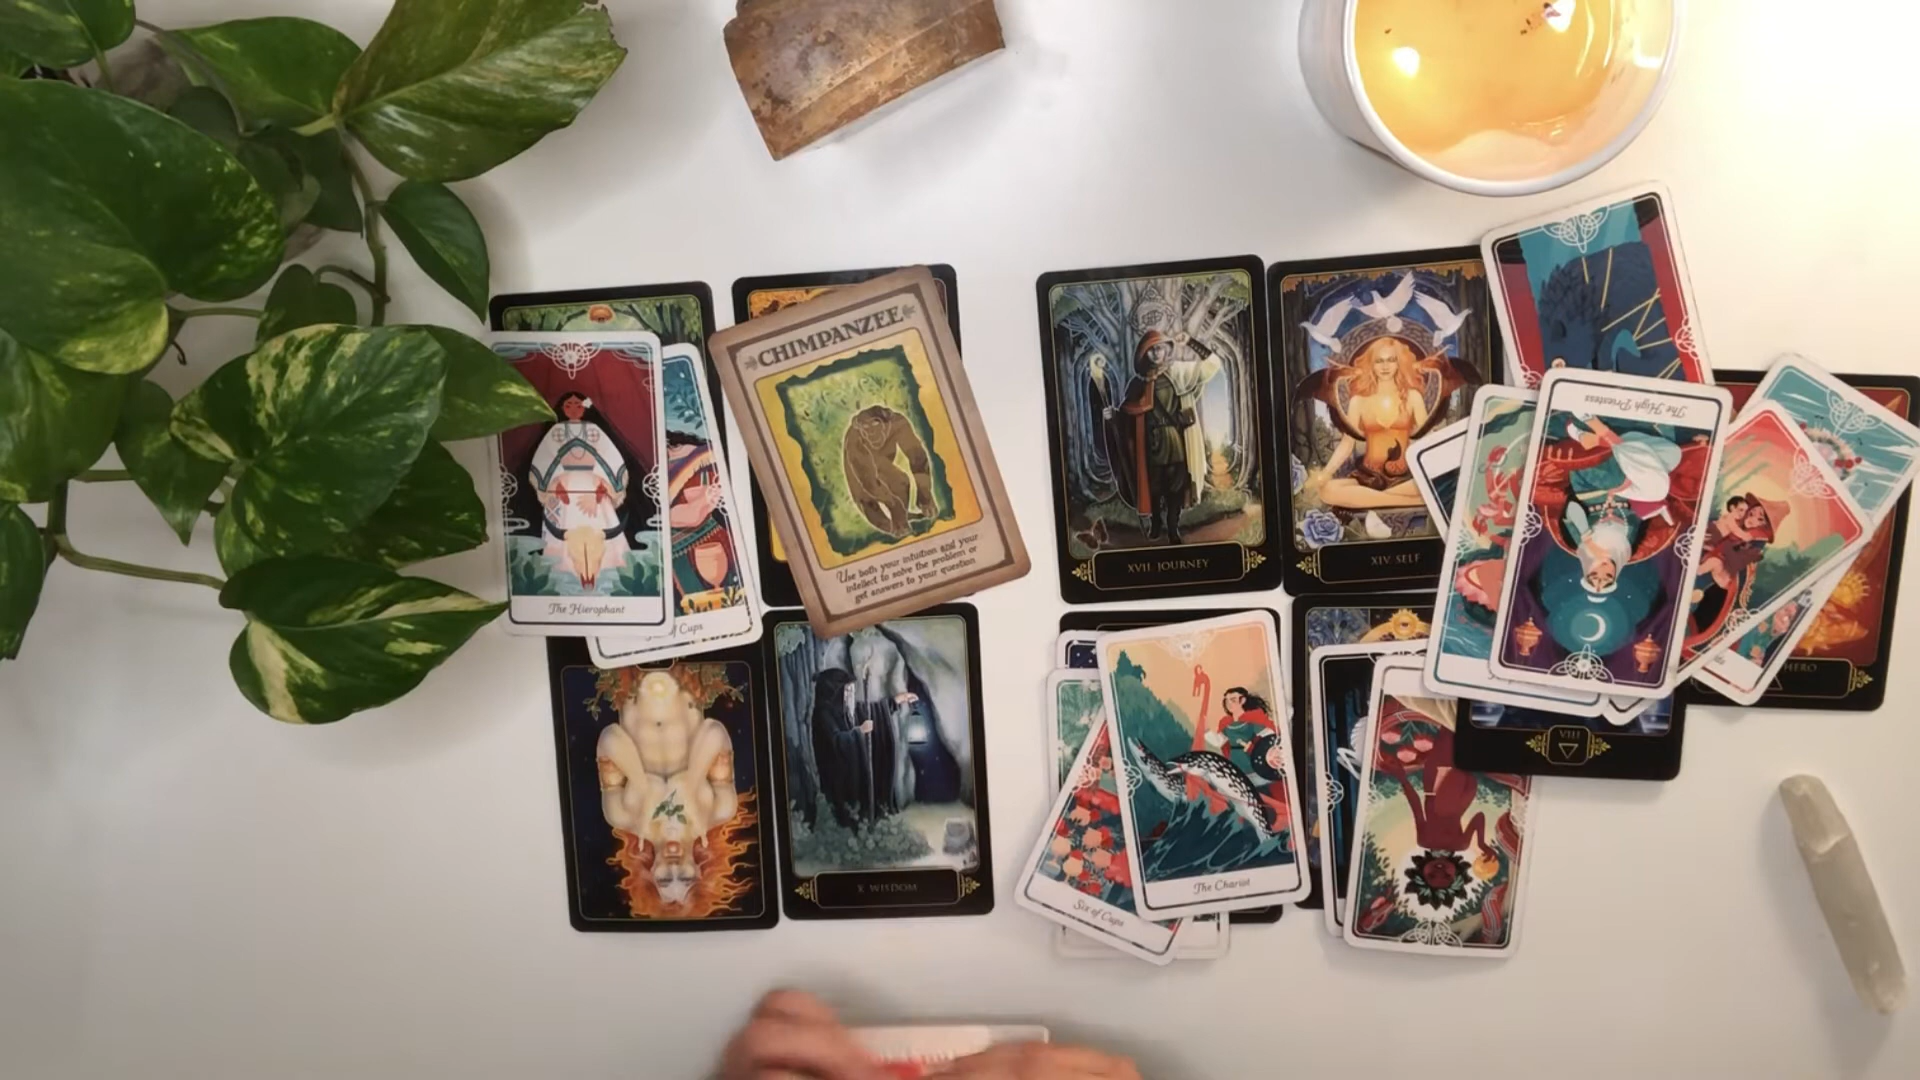 CHIMPANZEE
Use both your intuition and your
intellect to solve the problem or
get answers to your question
The Hierophant
of Cups
XVII JOURNEY
XIV SELF
The High Priestess
HERO
VIII
X WISDOM
The Chariot
Six of Cups